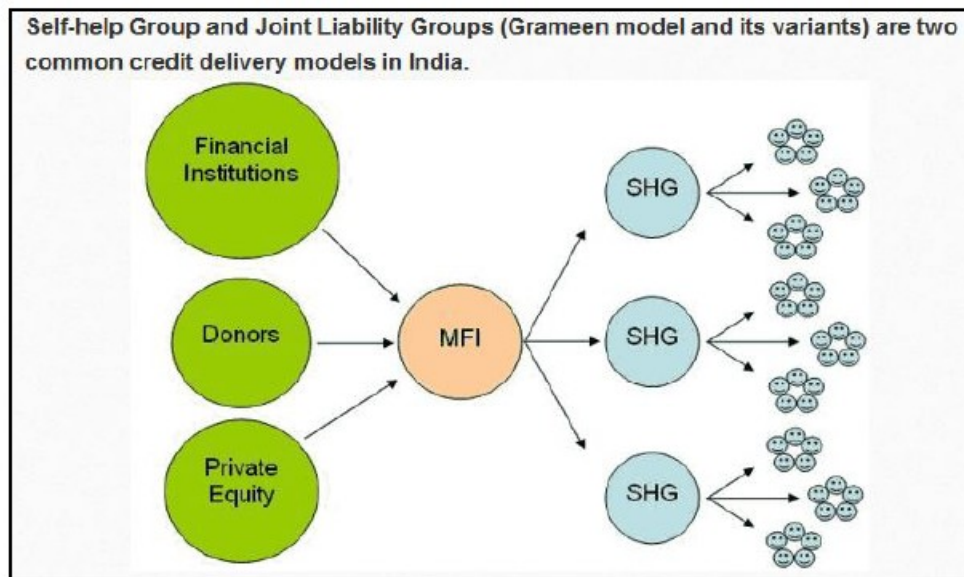 Self-help Group and Joint Liability Groups (Grameen model and its variants) are two
common credit delivery models in India.
Financial
Institutions
Donors
Private
Equity
MFI
SHG
SHG
SHG